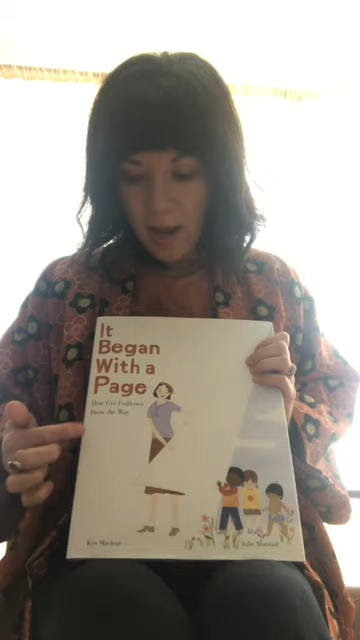 It
Began
With a
Page
How Gyo Fujikawa
Drew the Way
Kyo Maclear
Julie Morstad